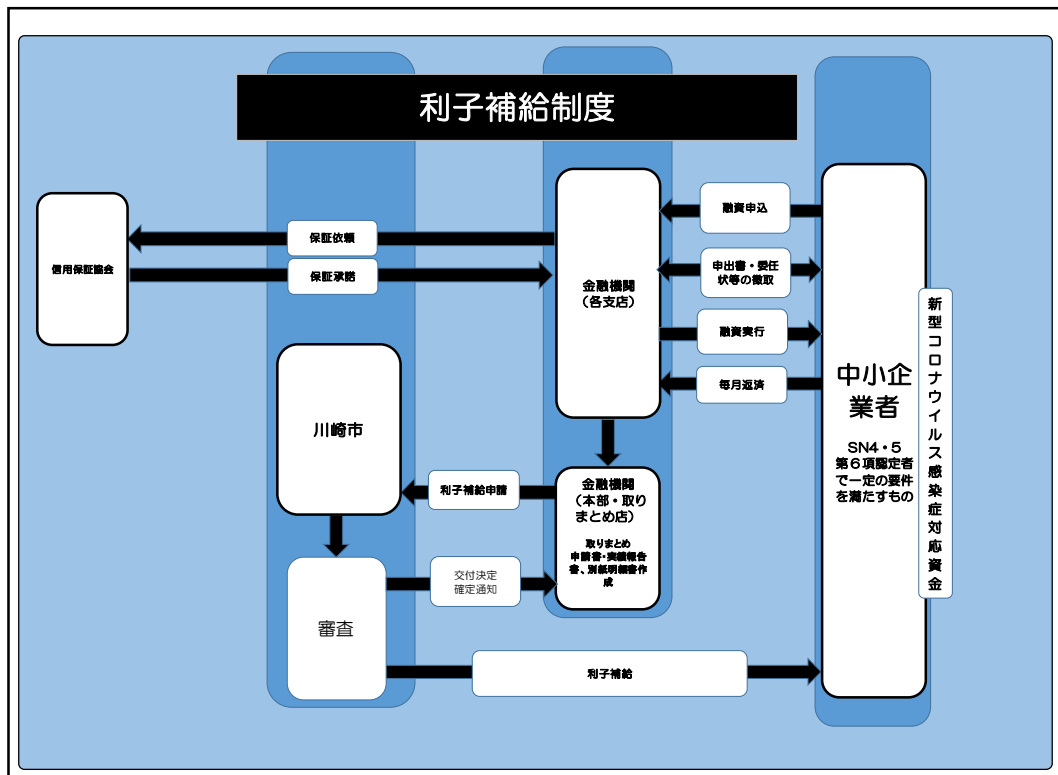 利子補給制度
信用保証協会
保証依頼
保証承諾
金融機関
(各支店)
融資申込
申出書・委任
状等の徴取
融資実行
毎月返済
中小企
業者
SN4・5
第6項認定者
で一定の要件
を満たすもの
新型コロナウイルス感染症対応資金
川崎市
利子補給申請
金融機関
(本部・取り
まとめ店)
取りまとめ
申請書・実績報告
書、別紙明細書作
成
審査
交付決定
確定通知
利子補給